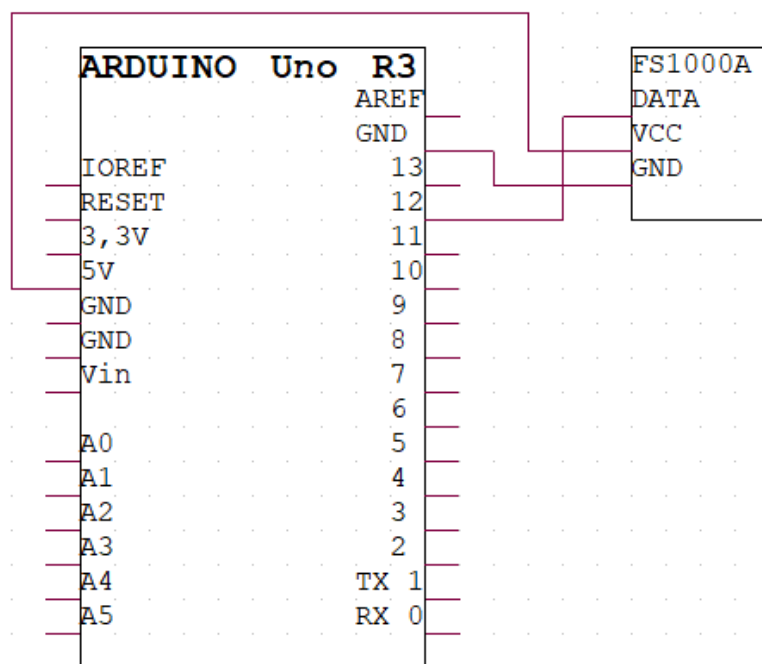 ARDUINO Uno R3
AREF
GND
IOREF 13
RESET 12
3,3V 11
5V 10
GND 9
GND 8
Vin 7
6
A0 5
A1 4
A2 3
A3 2
A4 TX 1
A5 RX 0
FS1000A
DATA
VCC
GND